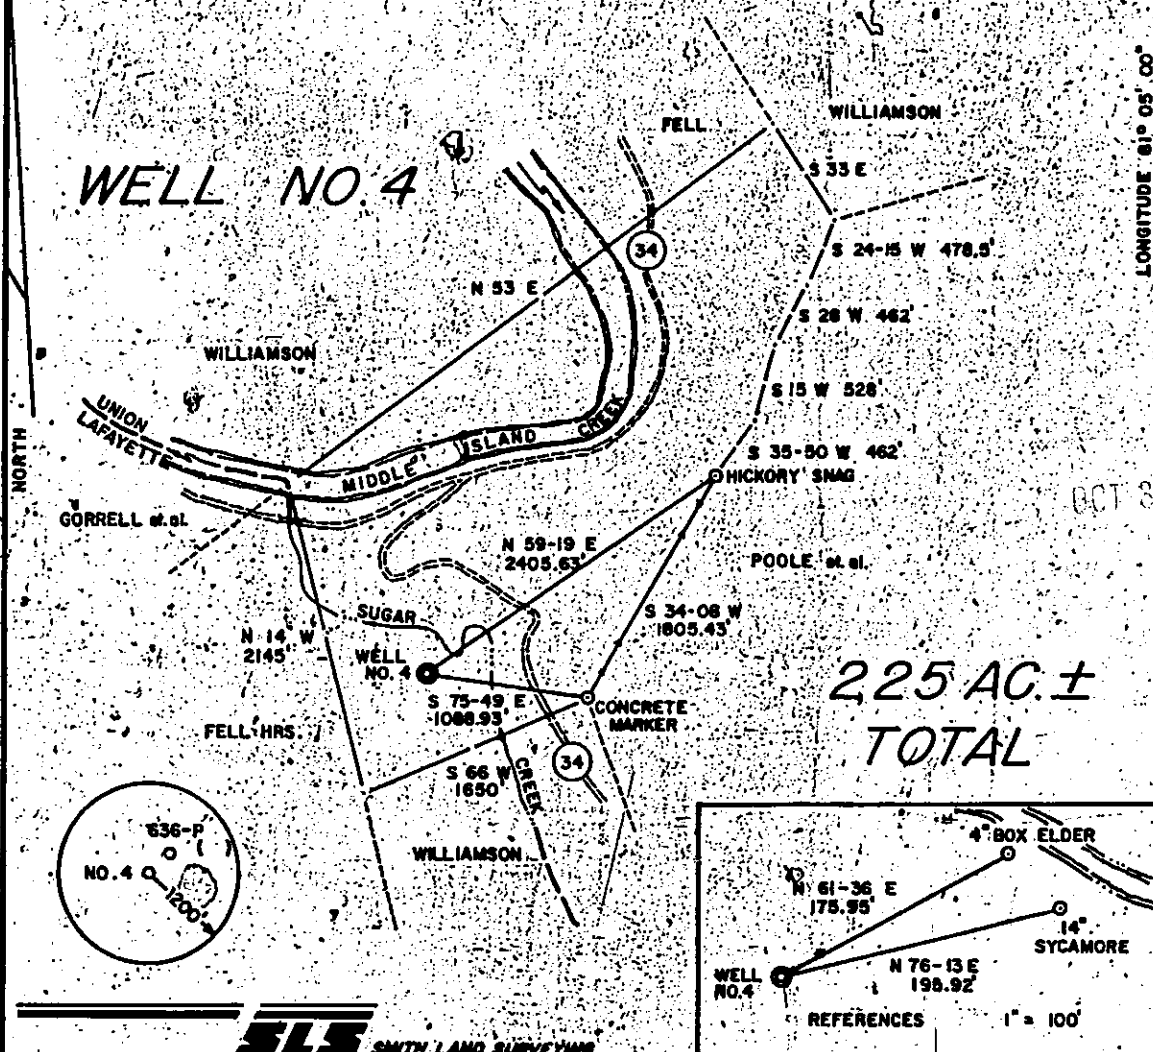 LONGITUDE 81° 05' 00"
WILLIAMSON
FELL
WELL NO. 4
S 33 E
34
S 24-15 W 478.5'
N 53 E
S 28 W 462'
WILLIAMSON
S 15 W 528'
UNION
LAFAYETTE
NORTH
MIDDLE ISLAND CREEK
S 35-50 W 462'
HICKORY SNAG
OCT
GORRELL et. al.
N 59-19 E
2405.63'
POOLE et. al.
S 34-08 W
1805.43'
SUGAR
N 14 W
2145'
WELL
NO. 4
S 75-49 E
1088.93'
CONCRETE
MARKER
225 AC. ±
TOTAL
FELL HRS.
34
S 66 W
1650'
CREEK
WILLIAMSON
636-P
NO. 4
1200'
4" BOX ELDER
N 61-36 E
175.95'
14"
SYCAMORE
WELL
NO. 4
N 76-13 E
198.92'
REFERENCES 1" = 100'
SLS SMITH LAND SURVEYING